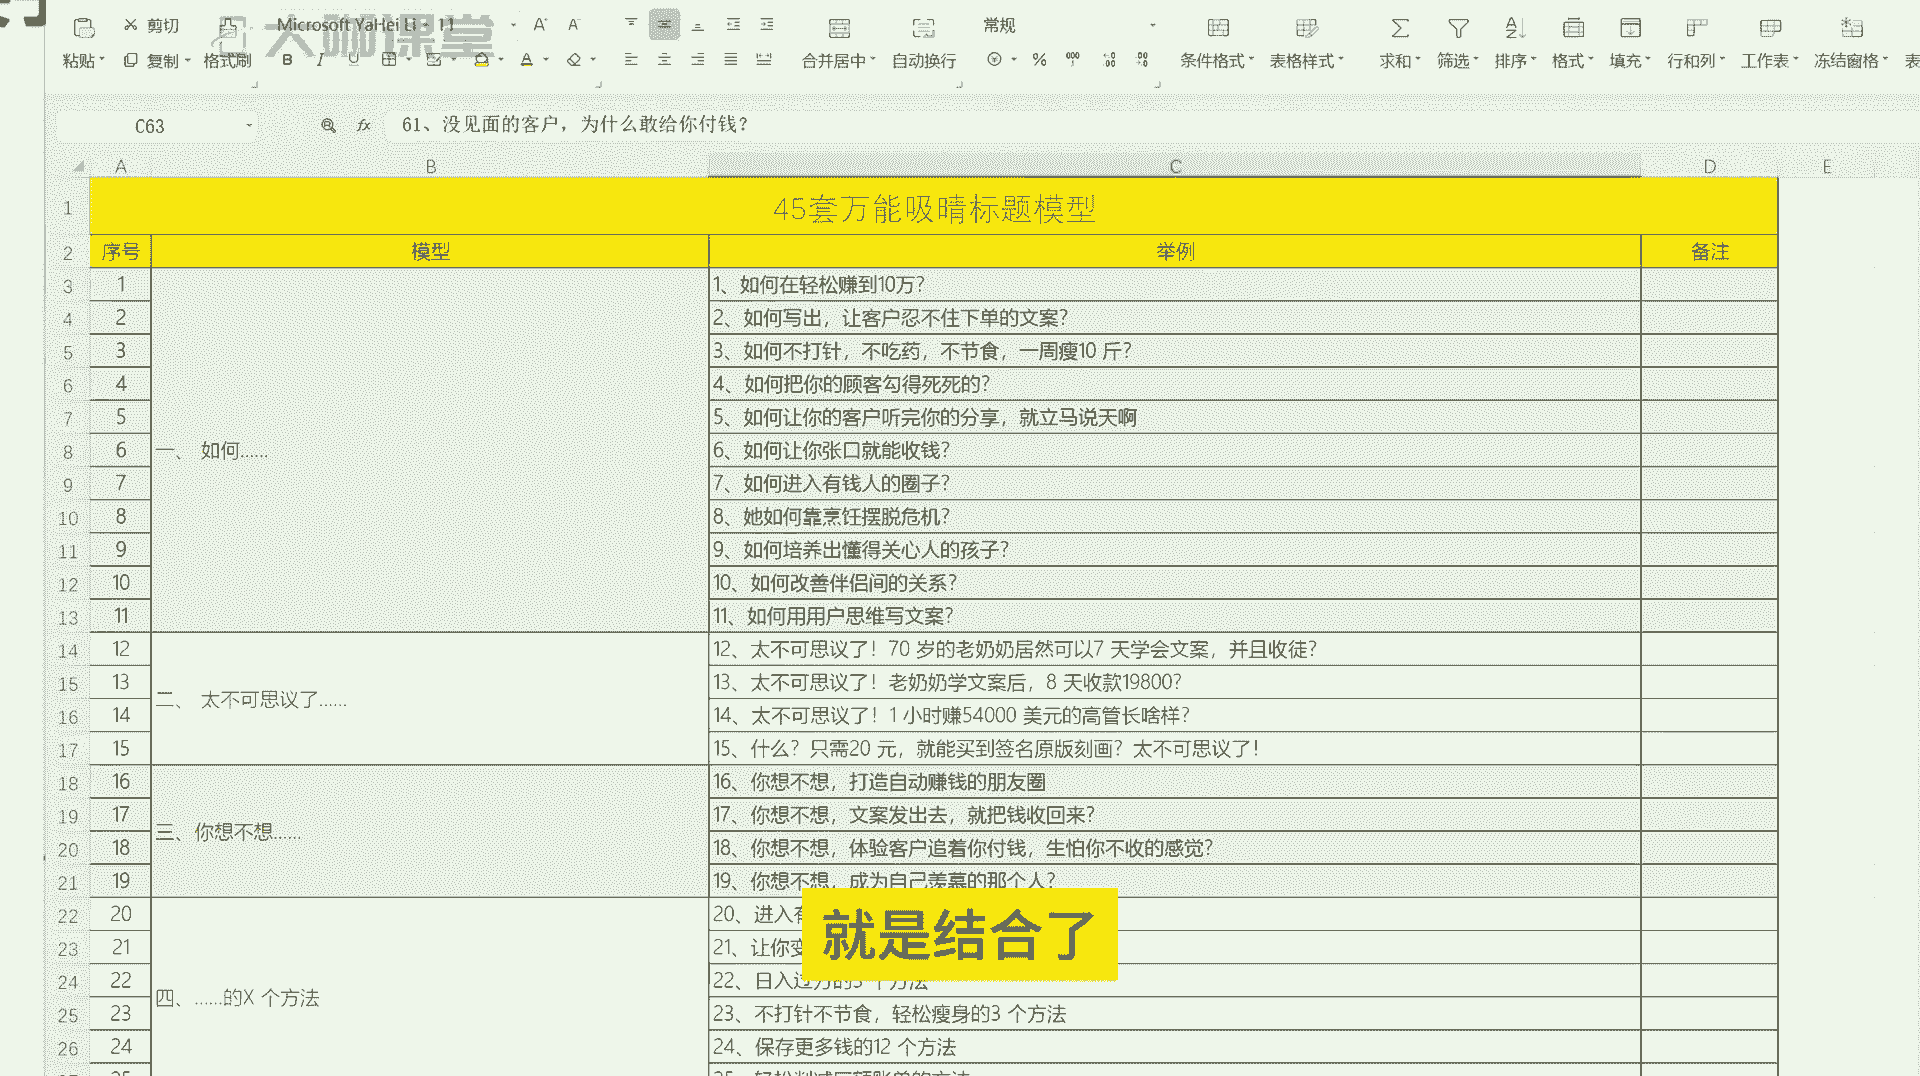 剪切 Microsoft YaHei 11 A⁺ A⁻ 常规
大咖课堂
粘贴 复制 格式刷 B I U A 合并居中 自动换行 % 条件格式 表格样式 求和 筛选 排序 格式 填充 行和列 工作表 冻结窗格
C63 fx 61、没见面的客户，为什么敢给你付钱？
A B C D E
1 45套万能吸晴标题模型
2 序号 模型 举例 备注
3 1 1、如何在轻松赚到10万？
4 2 2、如何写出，让客户忍不住下单的文案？
5 3 3、如何不打针，不吃药，不节食，一周瘦10 斤？
6 4 4、如何把你的顾客勾得死死的？
7 5 5、如何让你的客户听完你的分享，就立马说天啊
8 6 一、 如何...... 6、如何让你张口就能收钱？
9 7 7、如何进入有钱人的圈子？
10 8 8、她如何靠烹饪摆脱危机？
11 9 9、如何培养出懂得关心人的孩子？
12 10 10、如何改善伴侣间的关系？
13 11 11、如何用用户思维写文案？
14 12 12、太不可思议了！70 岁的老奶奶居然可以7 天学会文案，并且收徒？
15 13 二、 太不可思议了...... 13、太不可思议了！老奶奶学文案后，8 天收款19800？
16 14 14、太不可思议了！1 小时赚54000 美元的高管长啥样？
17 15 15、什么？只需20 元，就能买到签名原版刻画？太不可思议了！
18 16 16、你想不想，打造自动赚钱的朋友圈
19 17 三、你想不想...... 17、你想不想，文案发出去，就把钱收回来？
20 18 18、你想不想，体验客户追着你付钱，生怕你不收的感觉？
21 19 19、你想不想，成为自己羡慕的那个人？
22 20 20、进入
23 21 21、让你
就是结合了
24 22 四、......的X 个方法 22、日入过万的 个方法
25 23 23、不打针不节食，轻松瘦身的3 个方法
26 24 24、保存更多钱的12 个方法